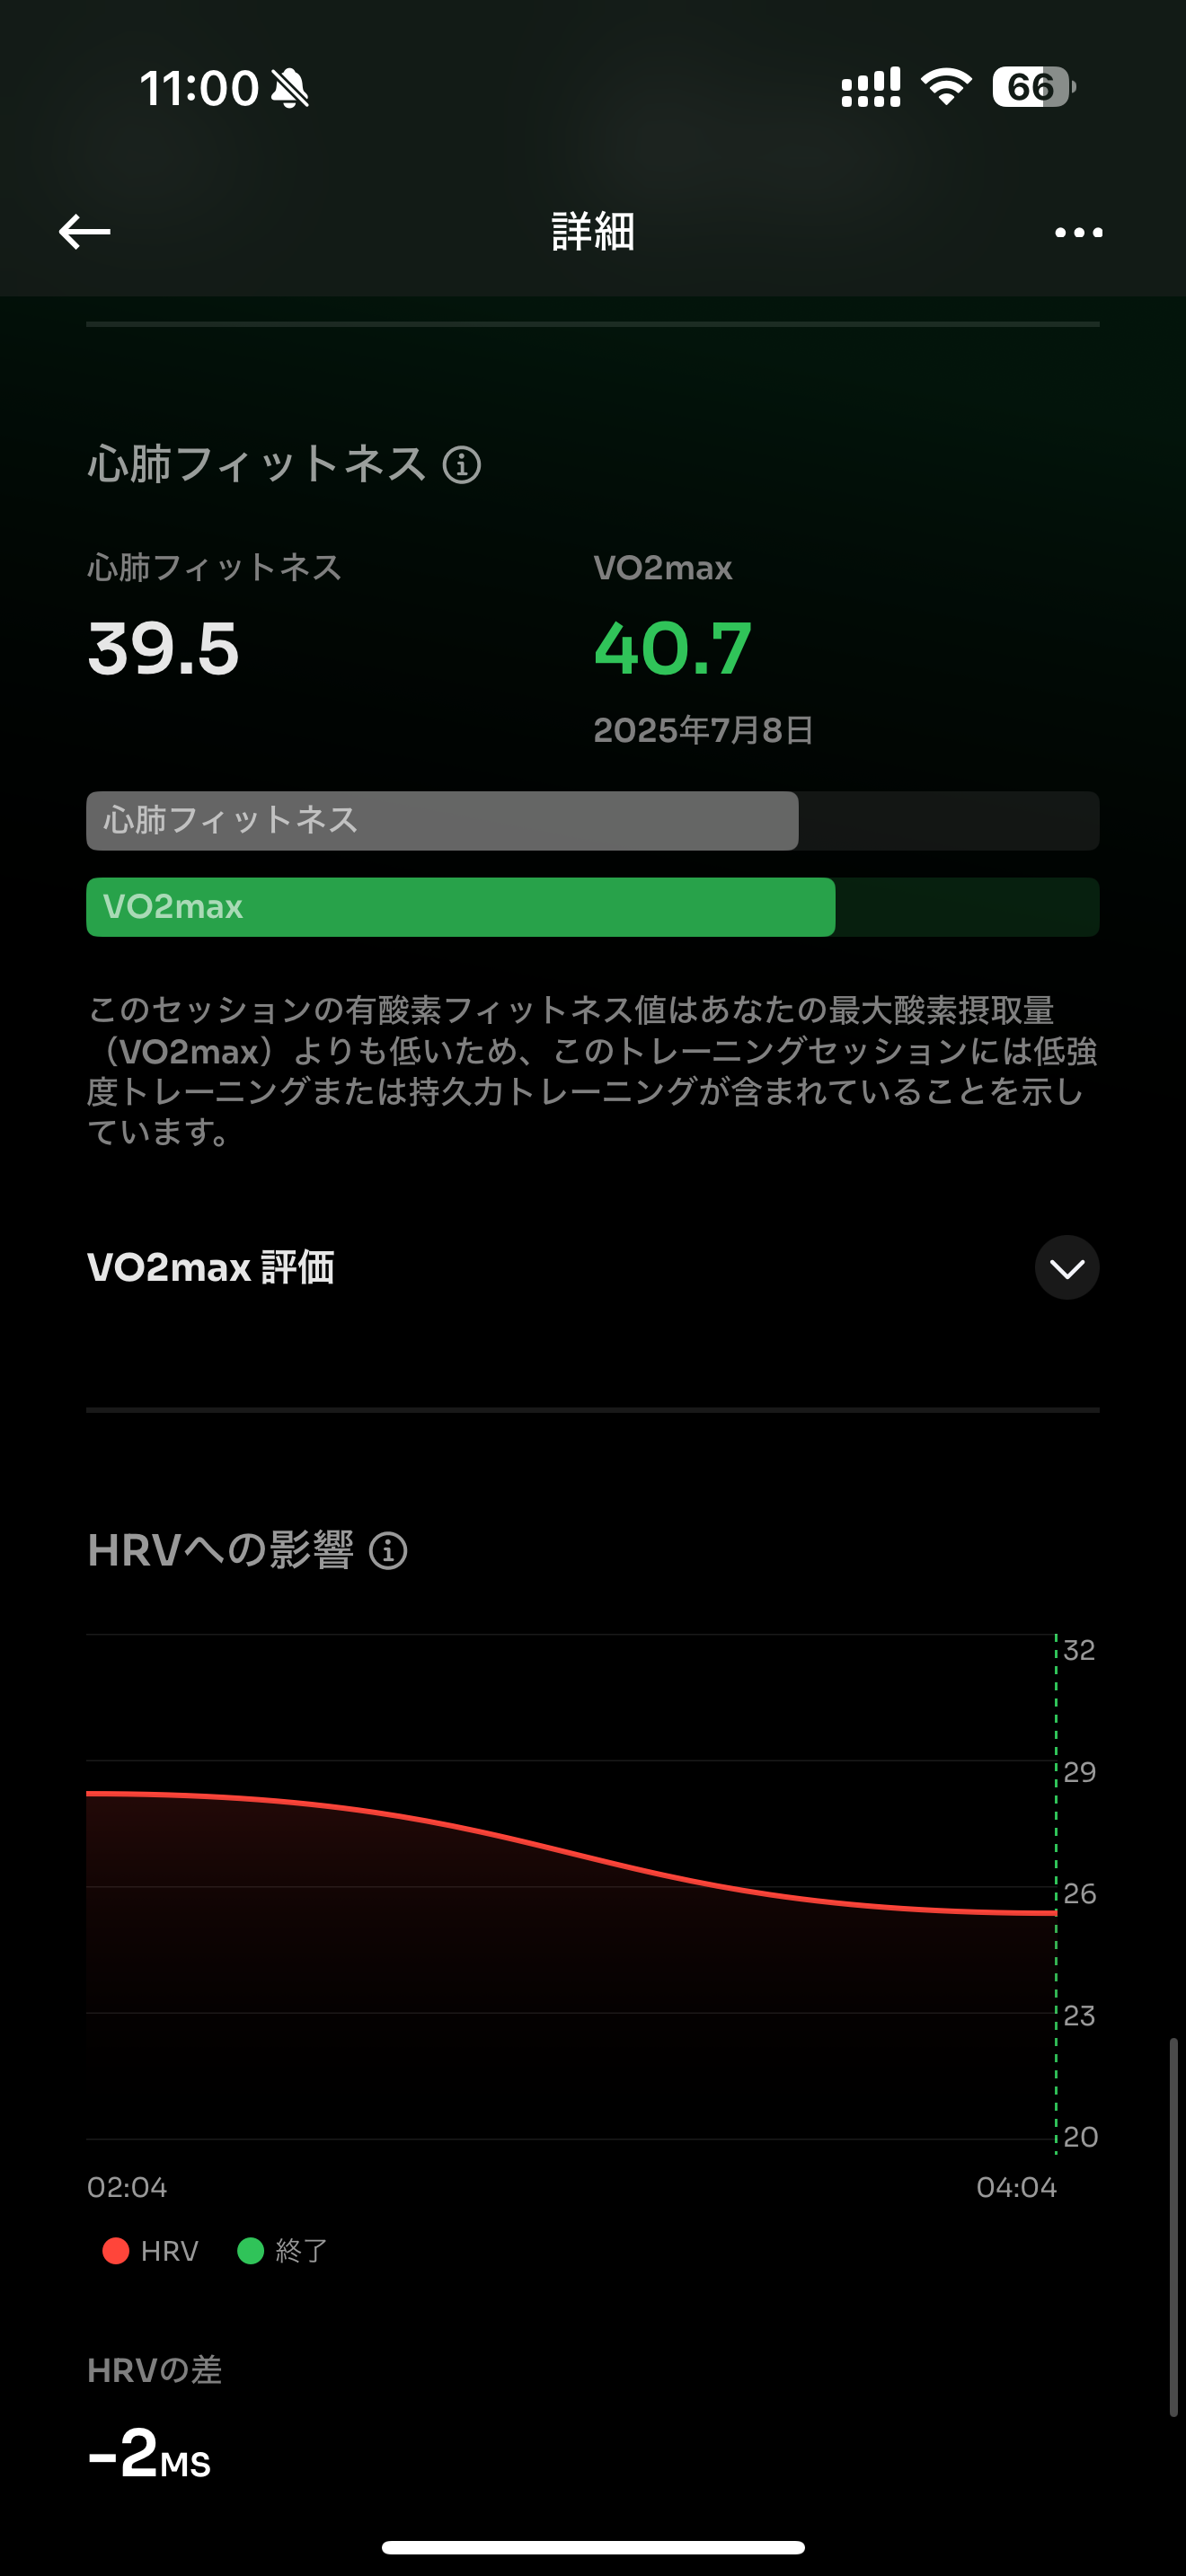 11:00
66
詳細
心肺フィットネス
心肺フィットネス
VO2max
39.5
40.7
2025年7月8日
心肺フィットネス
VO2max
このセッションの有酸素フィットネス値はあなたの最大酸素摂取量
（VO2max）よりも低いため、このトレーニングセッションには低強
度トレーニングまたは持久力トレーニングが含まれていることを示し
ています。
VO2max 評価
HRVへの影響
32
29
26
23
20
02:04
04:04
HRV
終了
HRVの差
-2MS